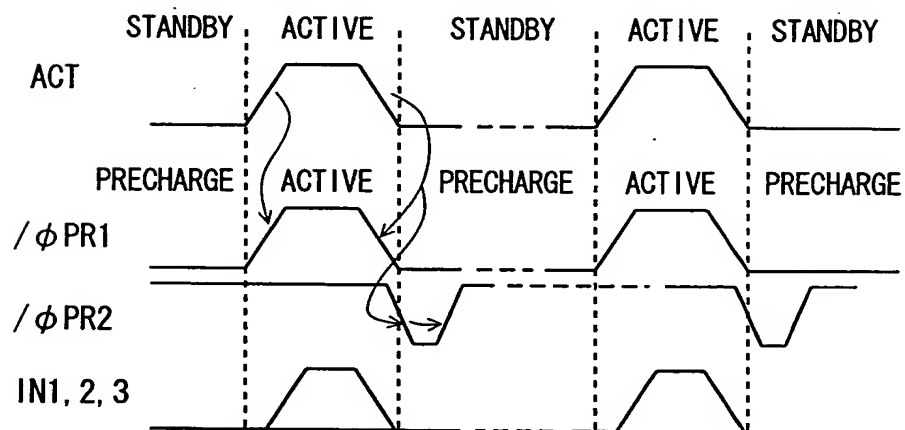 STANDBY ACTIVE STANDBY ACTIVE STANDBY
ACT
PRECHARGE ACTIVE PRECHARGE ACTIVE PRECHARGE
/φPR1
/φPR2
IN1, 2, 3